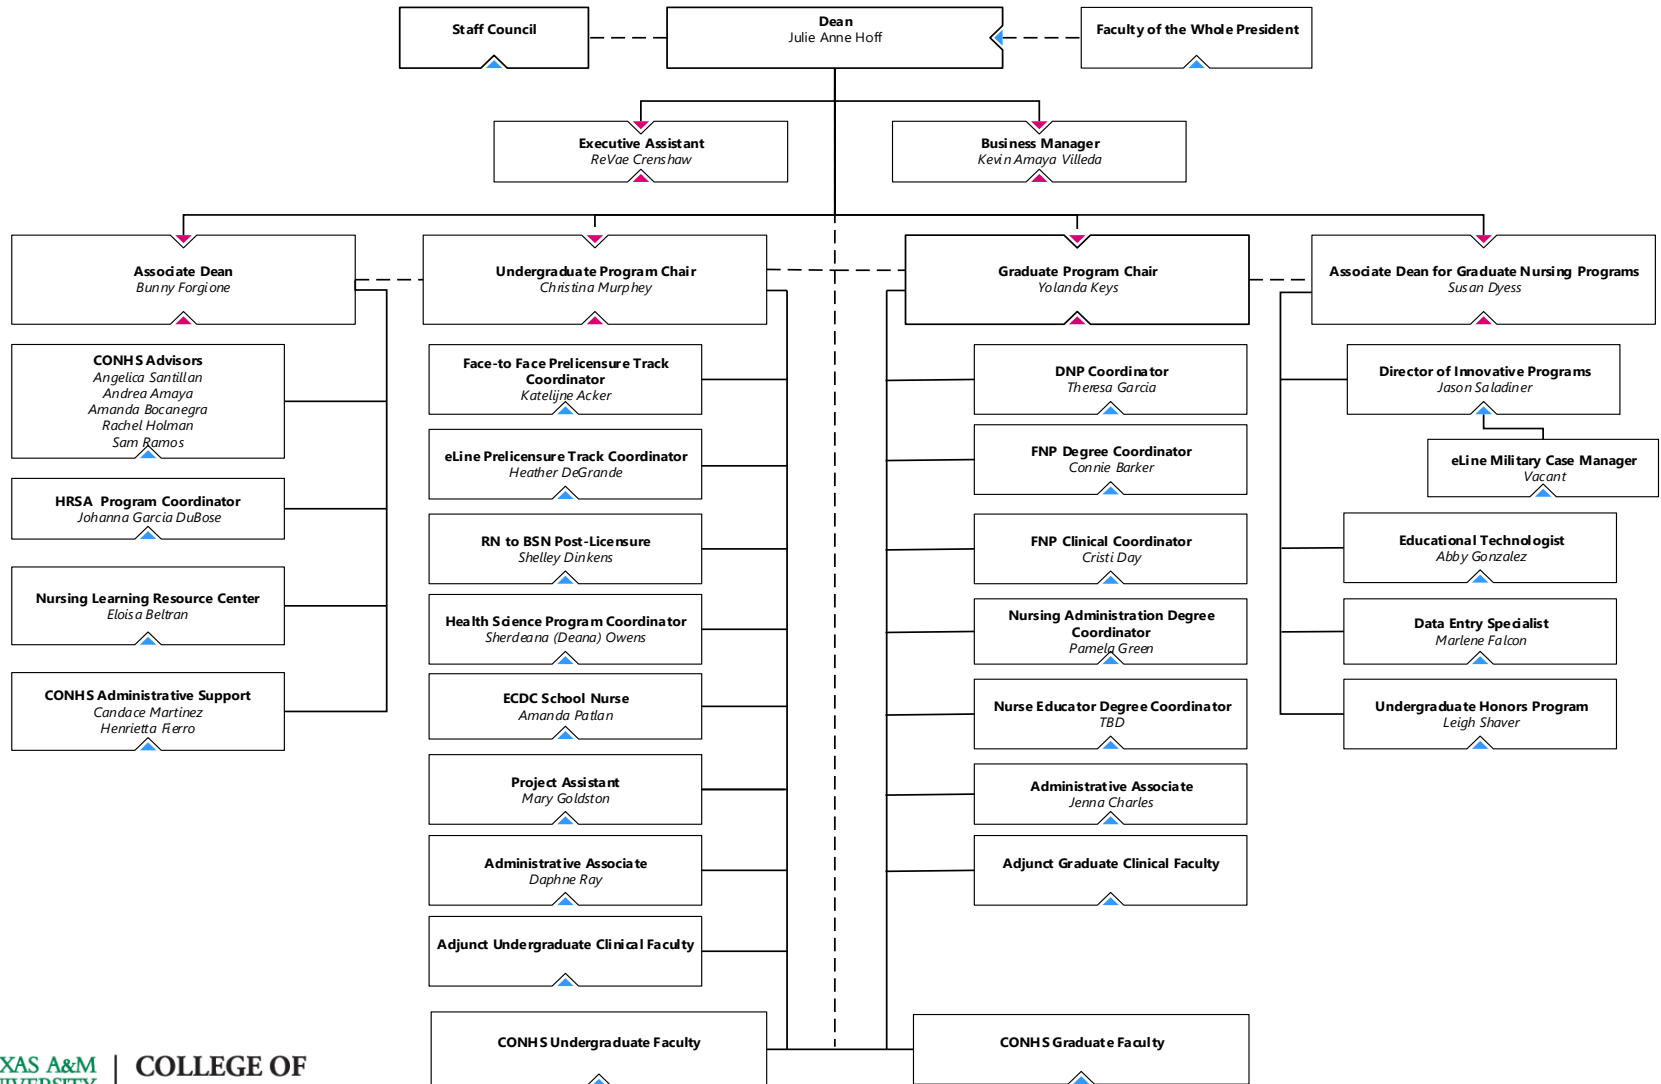 Staff Council
Dean
Julie Anne Hoff
Faculty of the Whole President
Executive Assistant
ReVae Crenshaw
Business Manager
Kevin Amaya Villeda
Associate Dean
Bunny Forgione
Undergraduate Program Chair
Christina Murphey
Graduate Program Chair
Yolanda Keys
Associate Dean for Graduate Nursing Programs
Susan Dyess
CONHS Advisors
Angelica Santillan
Andrea Amaya
Amanda Bocanegra
Rachel Holman
Sam Ramos
HRSA Program Coordinator
Johanna Garcia DuBose
Nursing Learning Resource Center
Eloisa Beltran
CONHS Administrative Support
Candace Martinez
Henrietta Fierro
Face-to Face Prelicensure Track
Coordinator
Katelijne Acker
eLine Prelicensure Track Coordinator
Heather DeGrande
RN to BSN Post-Licensure
Shelley Dinkens
Health Science Program Coordinator
Sherdeana (Deana) Owens
ECDC School Nurse
Amanda Patlan
Project Assistant
Mary Goldston
Administrative Associate
Daphne Ray
Adjunct Undergraduate Clinical Faculty
CONHS Undergraduate Faculty
DNP Coordinator
Theresa Garcia
FNP Degree Coordinator
Connie Barker
FNP Clinical Coordinator
Cristi Day
Nursing Administration Degree
Coordinator
Pamela Green
Nurse Educator Degree Coordinator
TBD
Administrative Associate
Jenna Charles
Adjunct Graduate Clinical Faculty
CONHS Graduate Faculty
Director of Innovative Programs
Jason Saladiner
eLine Military Case Manager
Vacant
Educational Technologist
Abby Gonzalez
Data Entry Specialist
Marlene Falcon
Undergraduate Honors Program
Leigh Shaver
XAS A&M
IVERSITY
COLLEGE OF